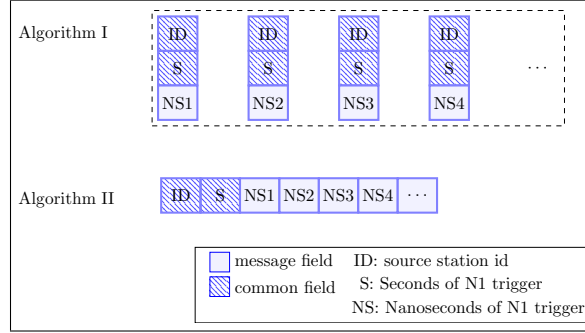 Algorithm I
ID ID ID ID
S S S S ...
NS1 NS2 NS3 NS4
Algorithm II ID S NS1 NS2 NS3 NS4 ...
message field ID: source station id
common field S: Seconds of N1 trigger
NS: Nanoseconds of N1 trigger